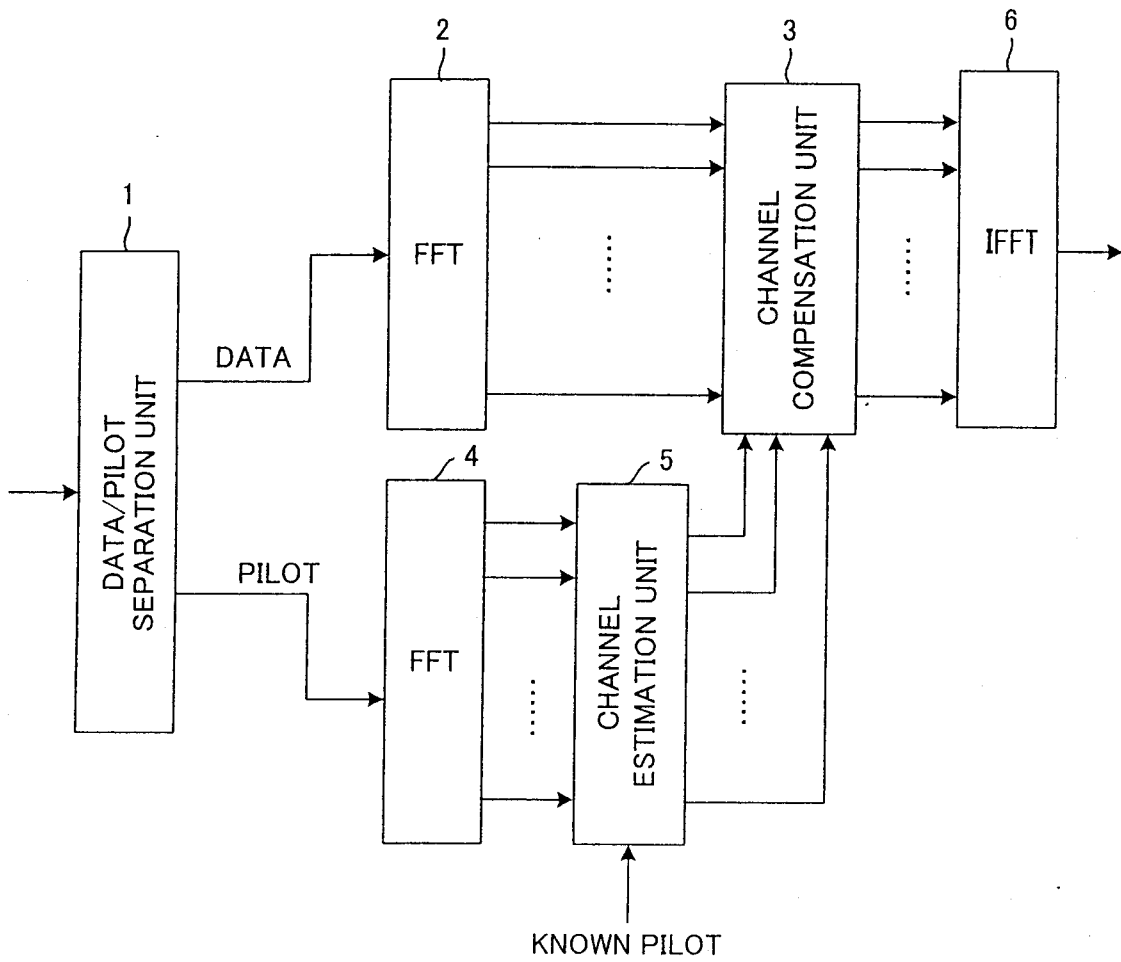 1
DATA/PILOT
SEPARATION UNIT
DATA
PILOT
2
FFT
......
3
CHANNEL
COMPENSATION UNIT
......
6
IFFT
4
FFT
......
5
CHANNEL
ESTIMATION UNIT
......
KNOWN PILOT